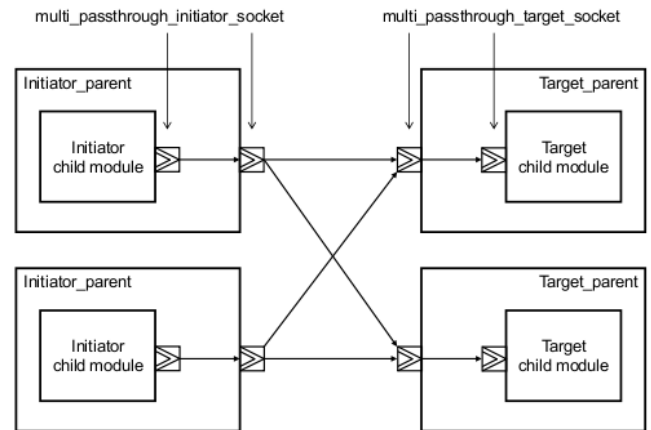 multi_passthrough_initiator_socket
multi_passthrough_target_socket
Initiator_parent
Target_parent
Initiator
child module
Target
child module
Initiator_parent
Target_parent
Initiator
child module
Target
child module